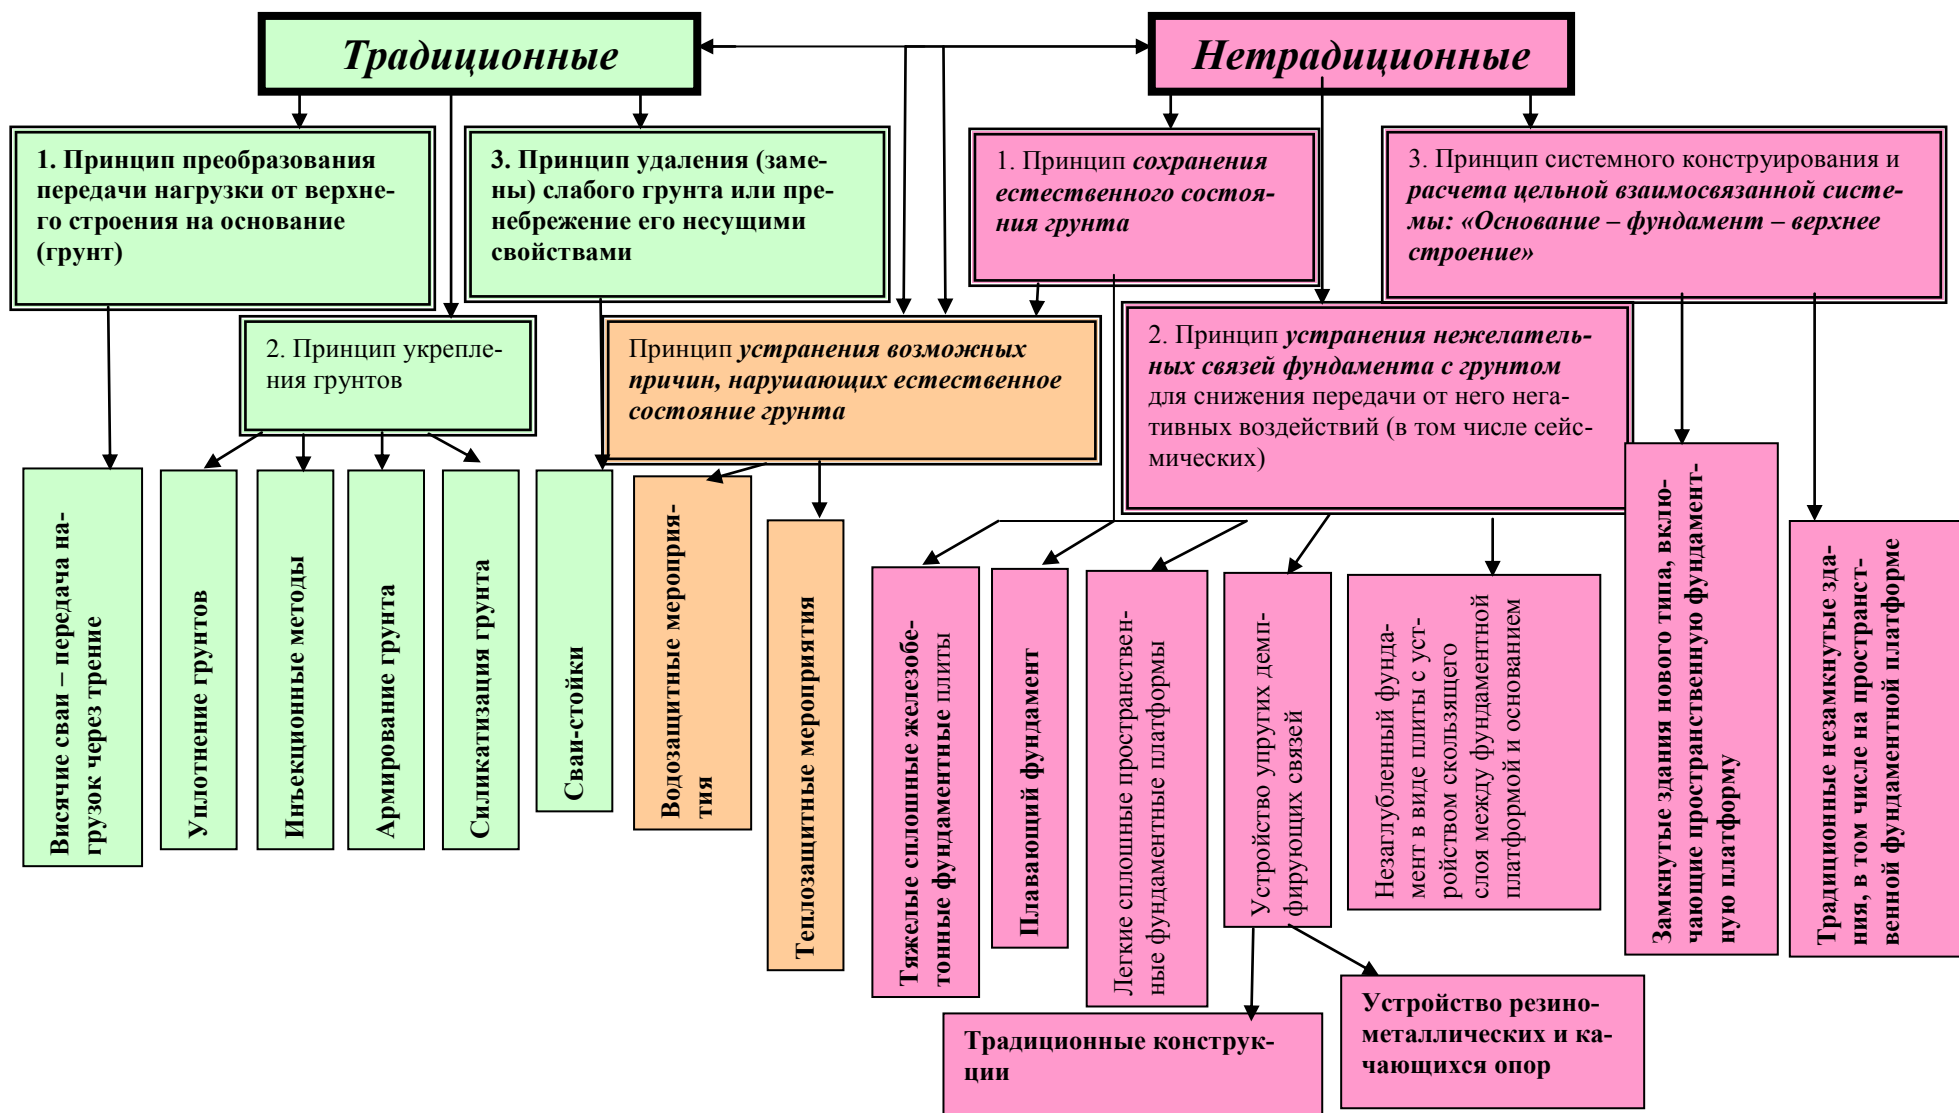 Традиционные
Нетрадиционные
1. Принцип преобразования
передачи нагрузки от верхне-
го строения на основание
(грунт)
3. Принцип удаления (заме-
ны) слабого грунта или пре-
небрежение его несущими
свойствами
1. Принцип сохранения
естественного состоя-
ния грунта
3. Принцип системного конструирования и
расчета цельной взаимосвязанной систе-
мы: «Основание – фундамент – верхнее
строение»
2. Принцип укрепле-
ния грунтов
Принцип устранения возможных
причин, нарушающих естественное
состояние грунта
2. Принцип устранения нежелатель-
ных связей фундамента с грунтом
для снижения передачи от него нега-
тивных воздействий (в том числе сейс-
мических)
Висячие сваи – передача на-
грузок через трение
Уплотнение грунтов
Инъекционные методы
Армирование грунта
Силикатизация грунта
Сваи-стойки
Водозащитные мероприя-
тия
Теплозащитные мероприятия
Тяжелые сплошные железобе-
тонные фундаментные плиты
Плавающий фундамент
Легкие сплошные пространствен-
ные фундаментные платформы
Устройство упругих демп-
фирующих связей
Незаглубленный фунда-
мент в виде плиты с уст-
ройством скользящего
слоя между фундаментной
платформой и основанием
Замкнутые здания нового типа, вклю-
чающие пространственную фундамент-
ную платформу
Традиционные незамкнутые зда-
ния, в том числе на пространст-
венной фундаментной платформе
Традиционные конструк-
ции
Устройство резино-
металлических и ка-
чающихся опор